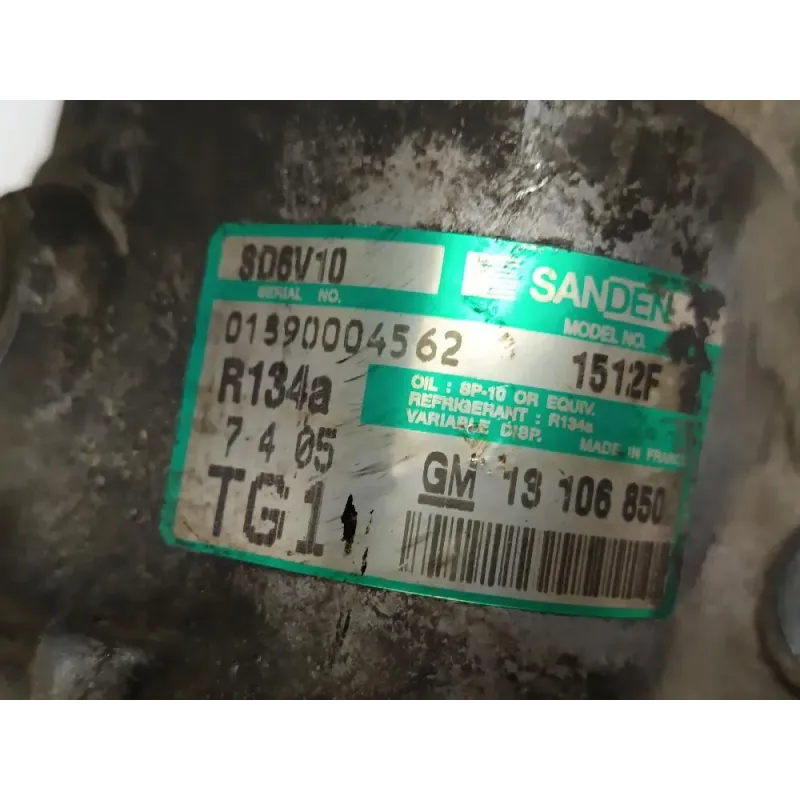 SD6V10
SANDEN
SERIAL NO.
MODEL NO.
01590004562
1512F
R134a
OIL : SP-10 OR EQUIV.
REFRIGERANT : R134a
VARIABLE DISP.
MADE IN FRANCE
7 4 05
GM 13 106 850
TG1